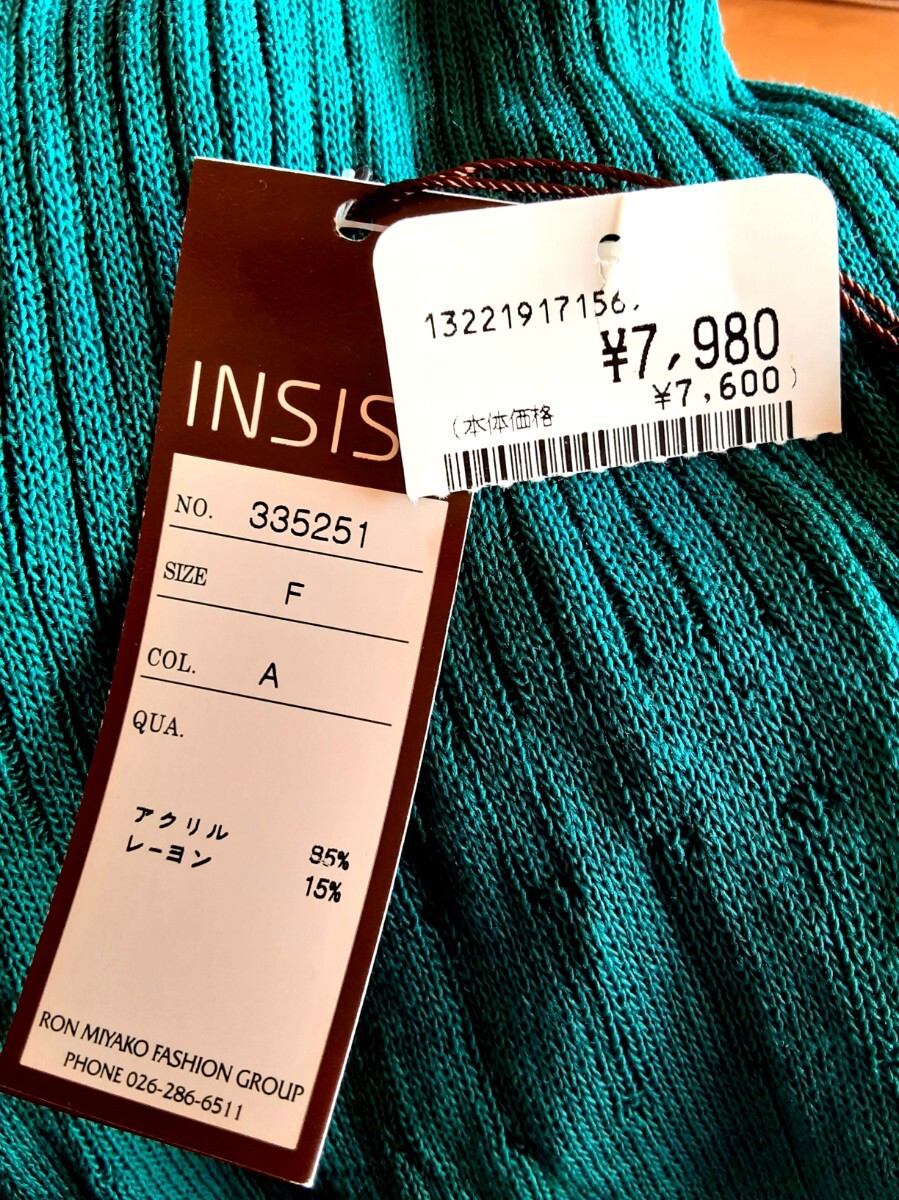 INSIS
NO. 335251
SIZE F
COL. A
QUA.
アクリル 85%
レーヨン 15%
RON MIYAKO FASHION GROUP
PHONE 026-286-6511
13221917156
¥7,980
(本体価格 ¥7,600)